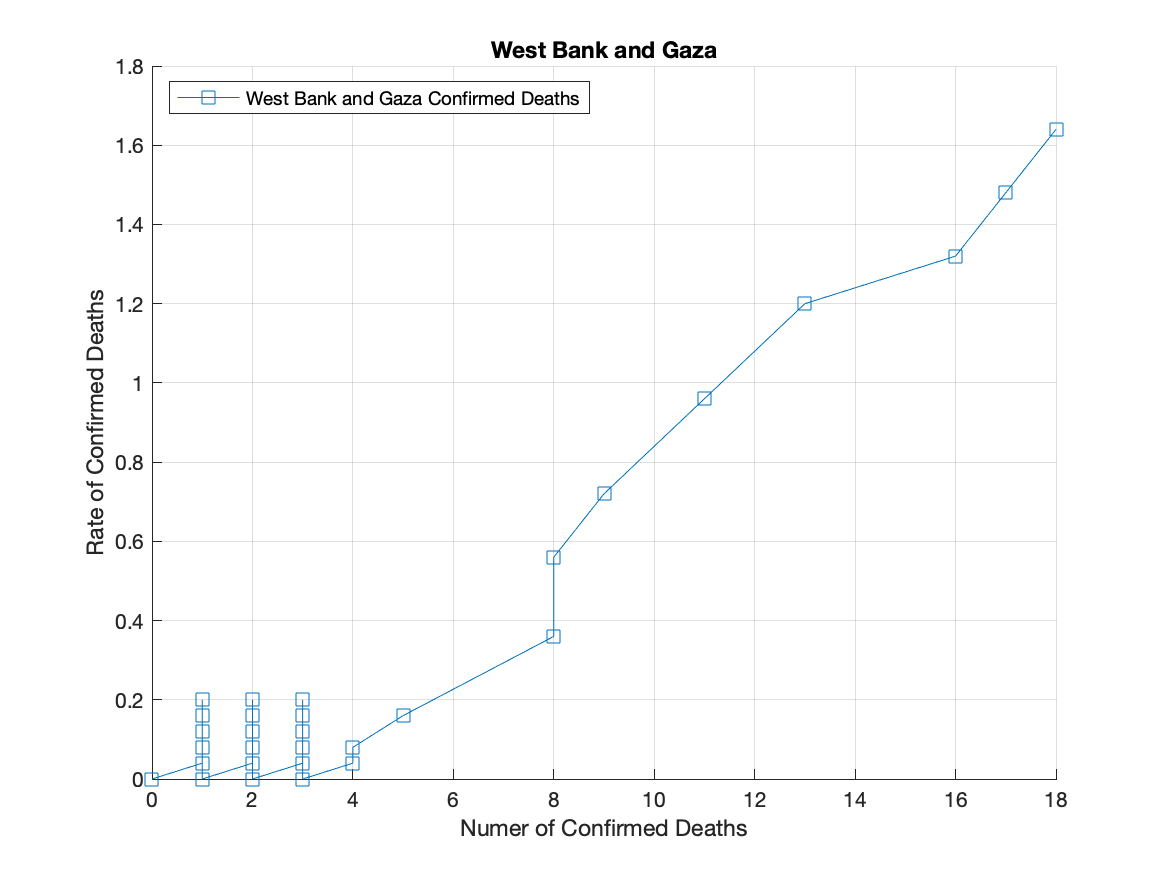 West Bank and Gaza
West Bank and Gaza Confirmed Deaths
Rate of Confirmed Deaths
1.8
1.6
1.4
1.2
1
0.8
0.6
0.4
0.2
0
0 2 4 6 8 10 12 14 16 18
Numer of Confirmed Deaths